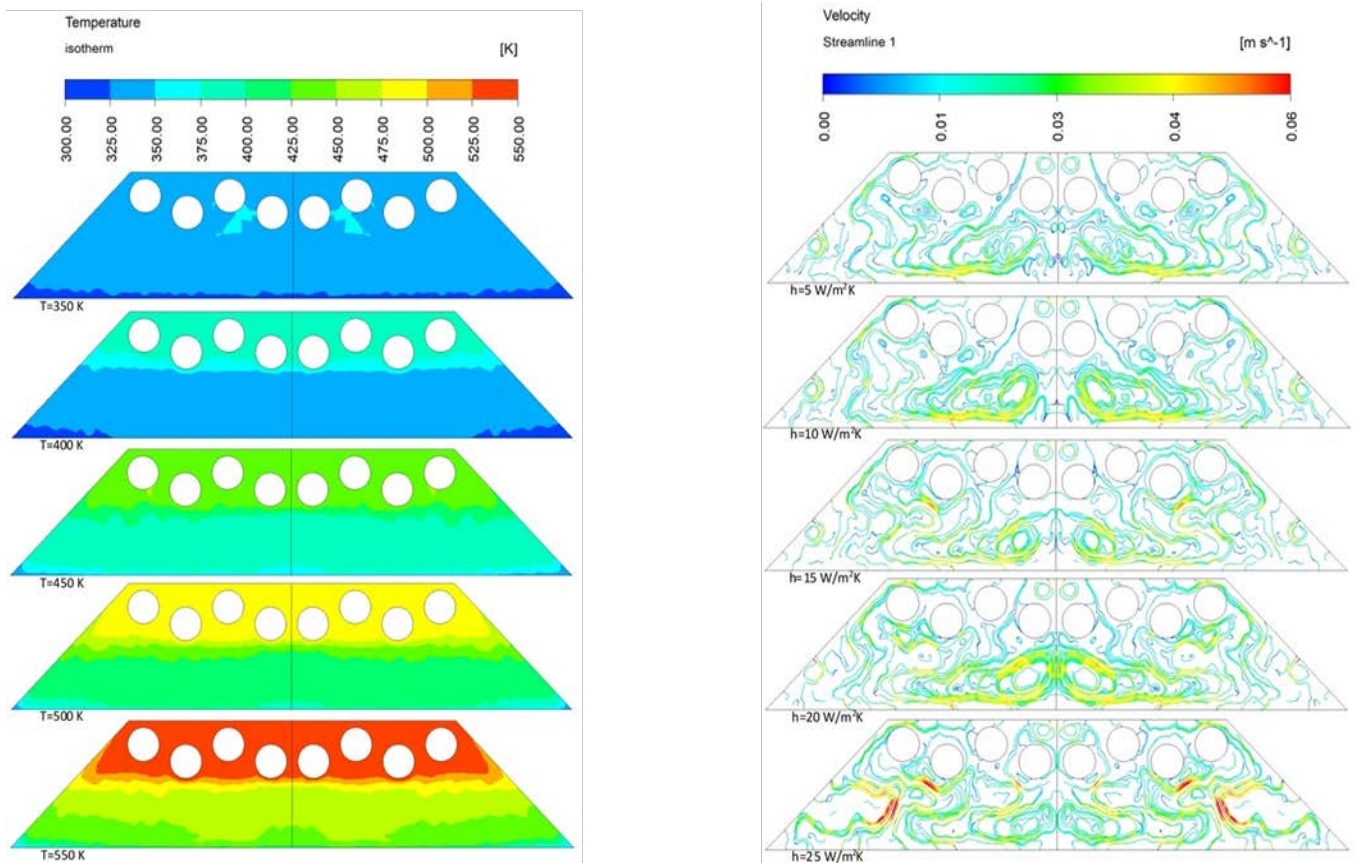 Temperature
isotherm
[K]
300.00
325.00
350.00
375.00
400.00
425.00
450.00
475.00
500.00
525.00
550.00
T=350 K
T=400 K
T=450 K
T=500 K
T=550 K
Velocity
Streamline 1
[m s^-1]
0.00
0.01
0.03
0.04
0.06
h=5 W/m²K
h=10 W/m²K
h=15 W/m²K
h=20 W/m²K
h=25 W/m²K